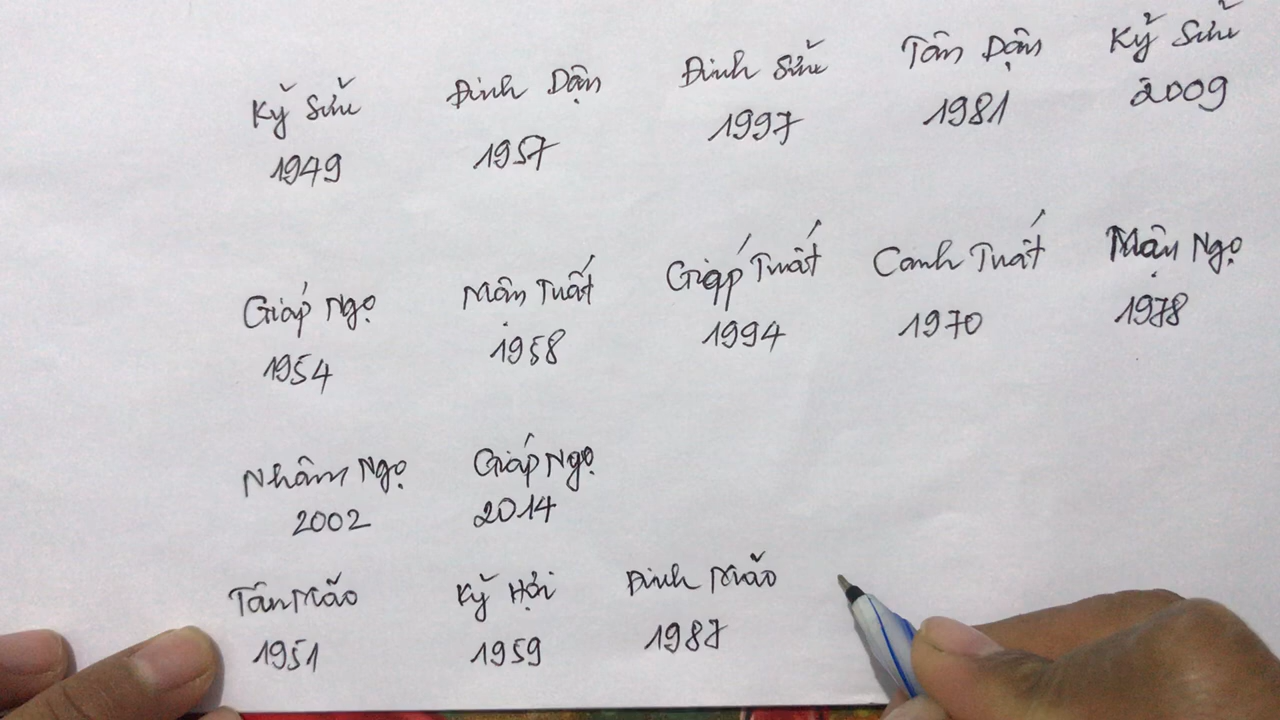 Kỷ Sửu Đinh Dậu Đinh Sửu Tân Dậu Kỷ Sửu
1949 1957 1997 1981 2009
Giáp Ngọ Mậu Tuất Giáp Tuất Canh Tuất Mậu Ngọ
1954 1958 1994 1970 1978
Nhâm Ngọ Giáp Ngọ
2002 2014
Tân Mão Kỷ Hợi Đinh Mão
1951 1959 1987